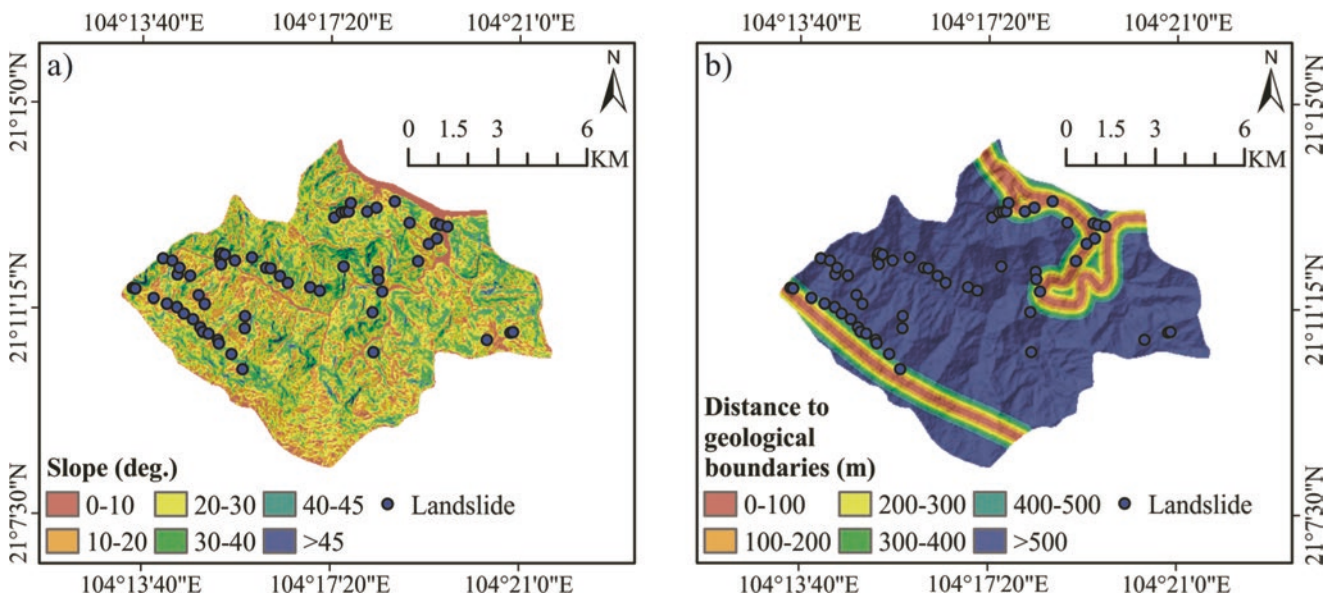 104°13'40"E 104°17'20"E 104°21'0"E
a)
N
0 1.5 3 6
KM
21°15'0"N
21°11'15"N
21°7'30"N
Slope (deg.)
0-10 20-30 40-45 Landslide
10-20 30-40 >45
104°13'40"E 104°17'20"E 104°21'0"E
104°13'40"E 104°17'20"E 104°21'0"E
b)
N
0 1.5 3 6
KM
21°15'0"N
21°11'15"N
21°7'30"N
Distance to
geological
boundaries (m)
0-100 200-300 400-500 Landslide
100-200 300-400 >500
104°13'40"E 104°17'20"E 104°21'0"E